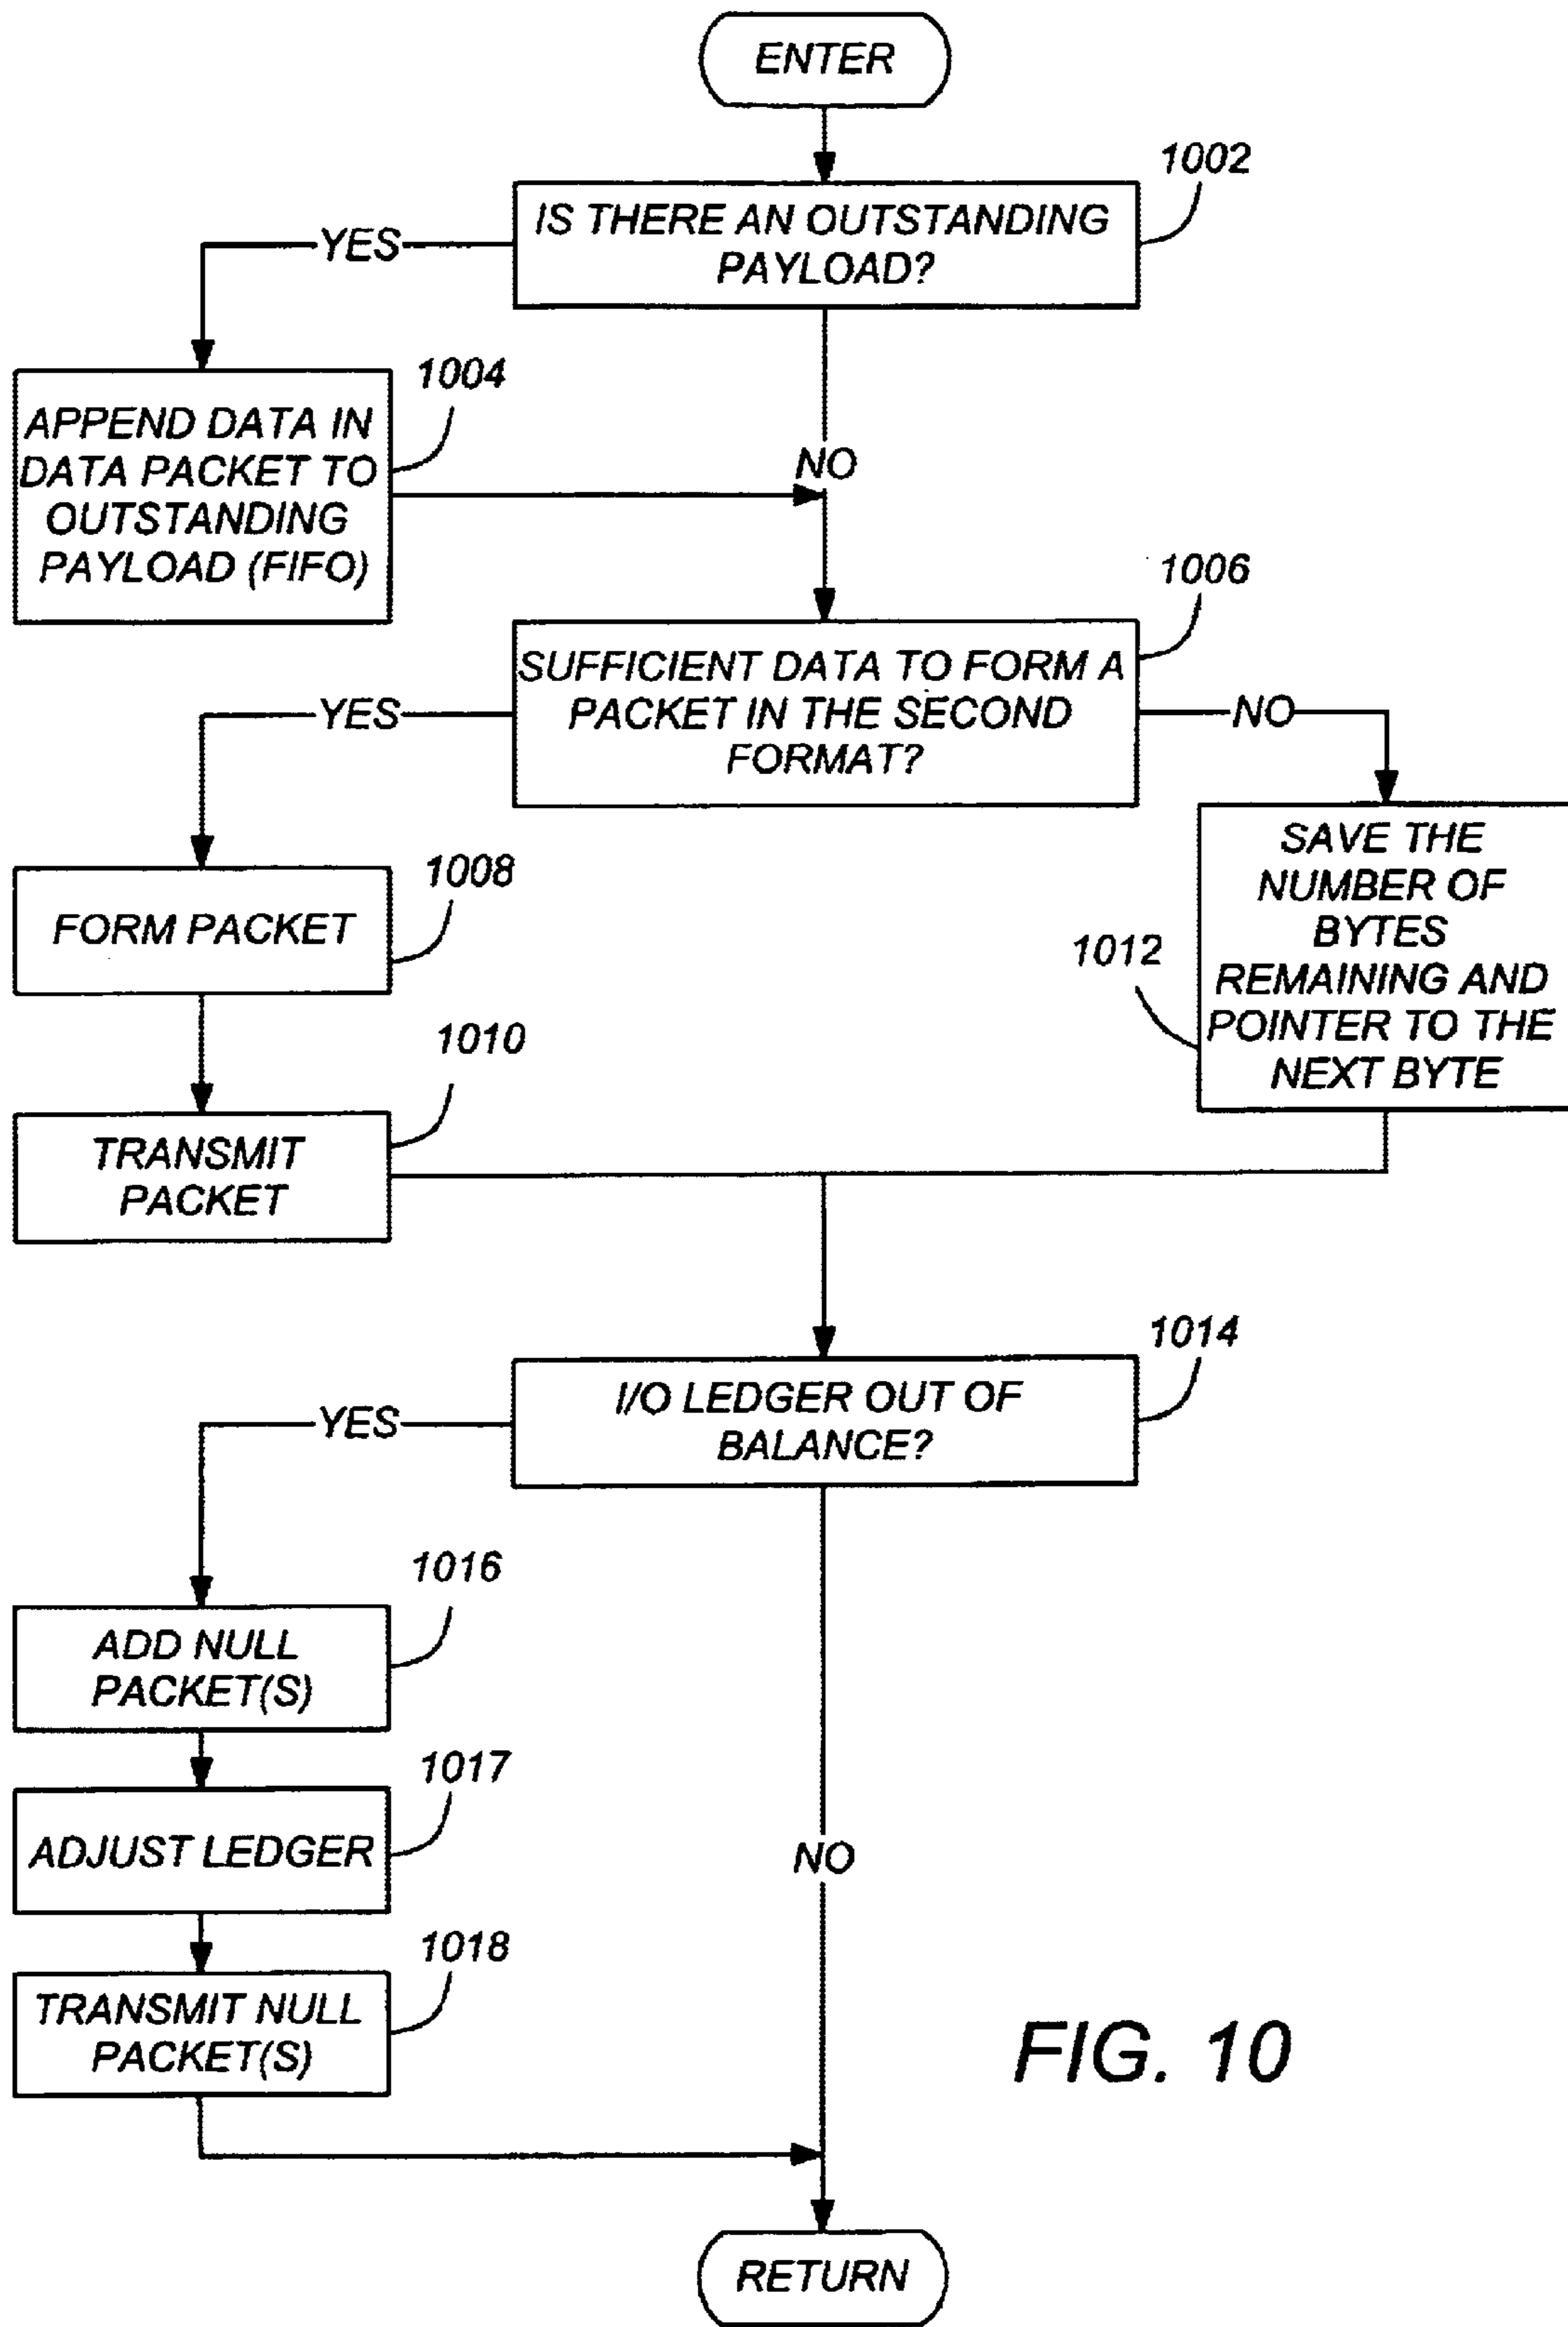 ENTER
1002
IS THERE AN OUTSTANDING
PAYLOAD?
YES
1004
APPEND DATA IN
DATA PACKET TO
OUTSTANDING
PAYLOAD (FIFO)
NO
1006
SUFFICIENT DATA TO FORM A
PACKET IN THE SECOND
FORMAT?
YES
NO
1008
FORM PACKET
1012
SAVE THE
NUMBER OF
BYTES
REMAINING AND
POINTER TO THE
NEXT BYTE
1010
TRANSMIT
PACKET
1014
I/O LEDGER OUT OF
BALANCE?
YES
1016
ADD NULL
PACKET(S)
1017
ADJUST LEDGER
NO
1018
TRANSMIT NULL
PACKET(S)
FIG. 10
RETURN